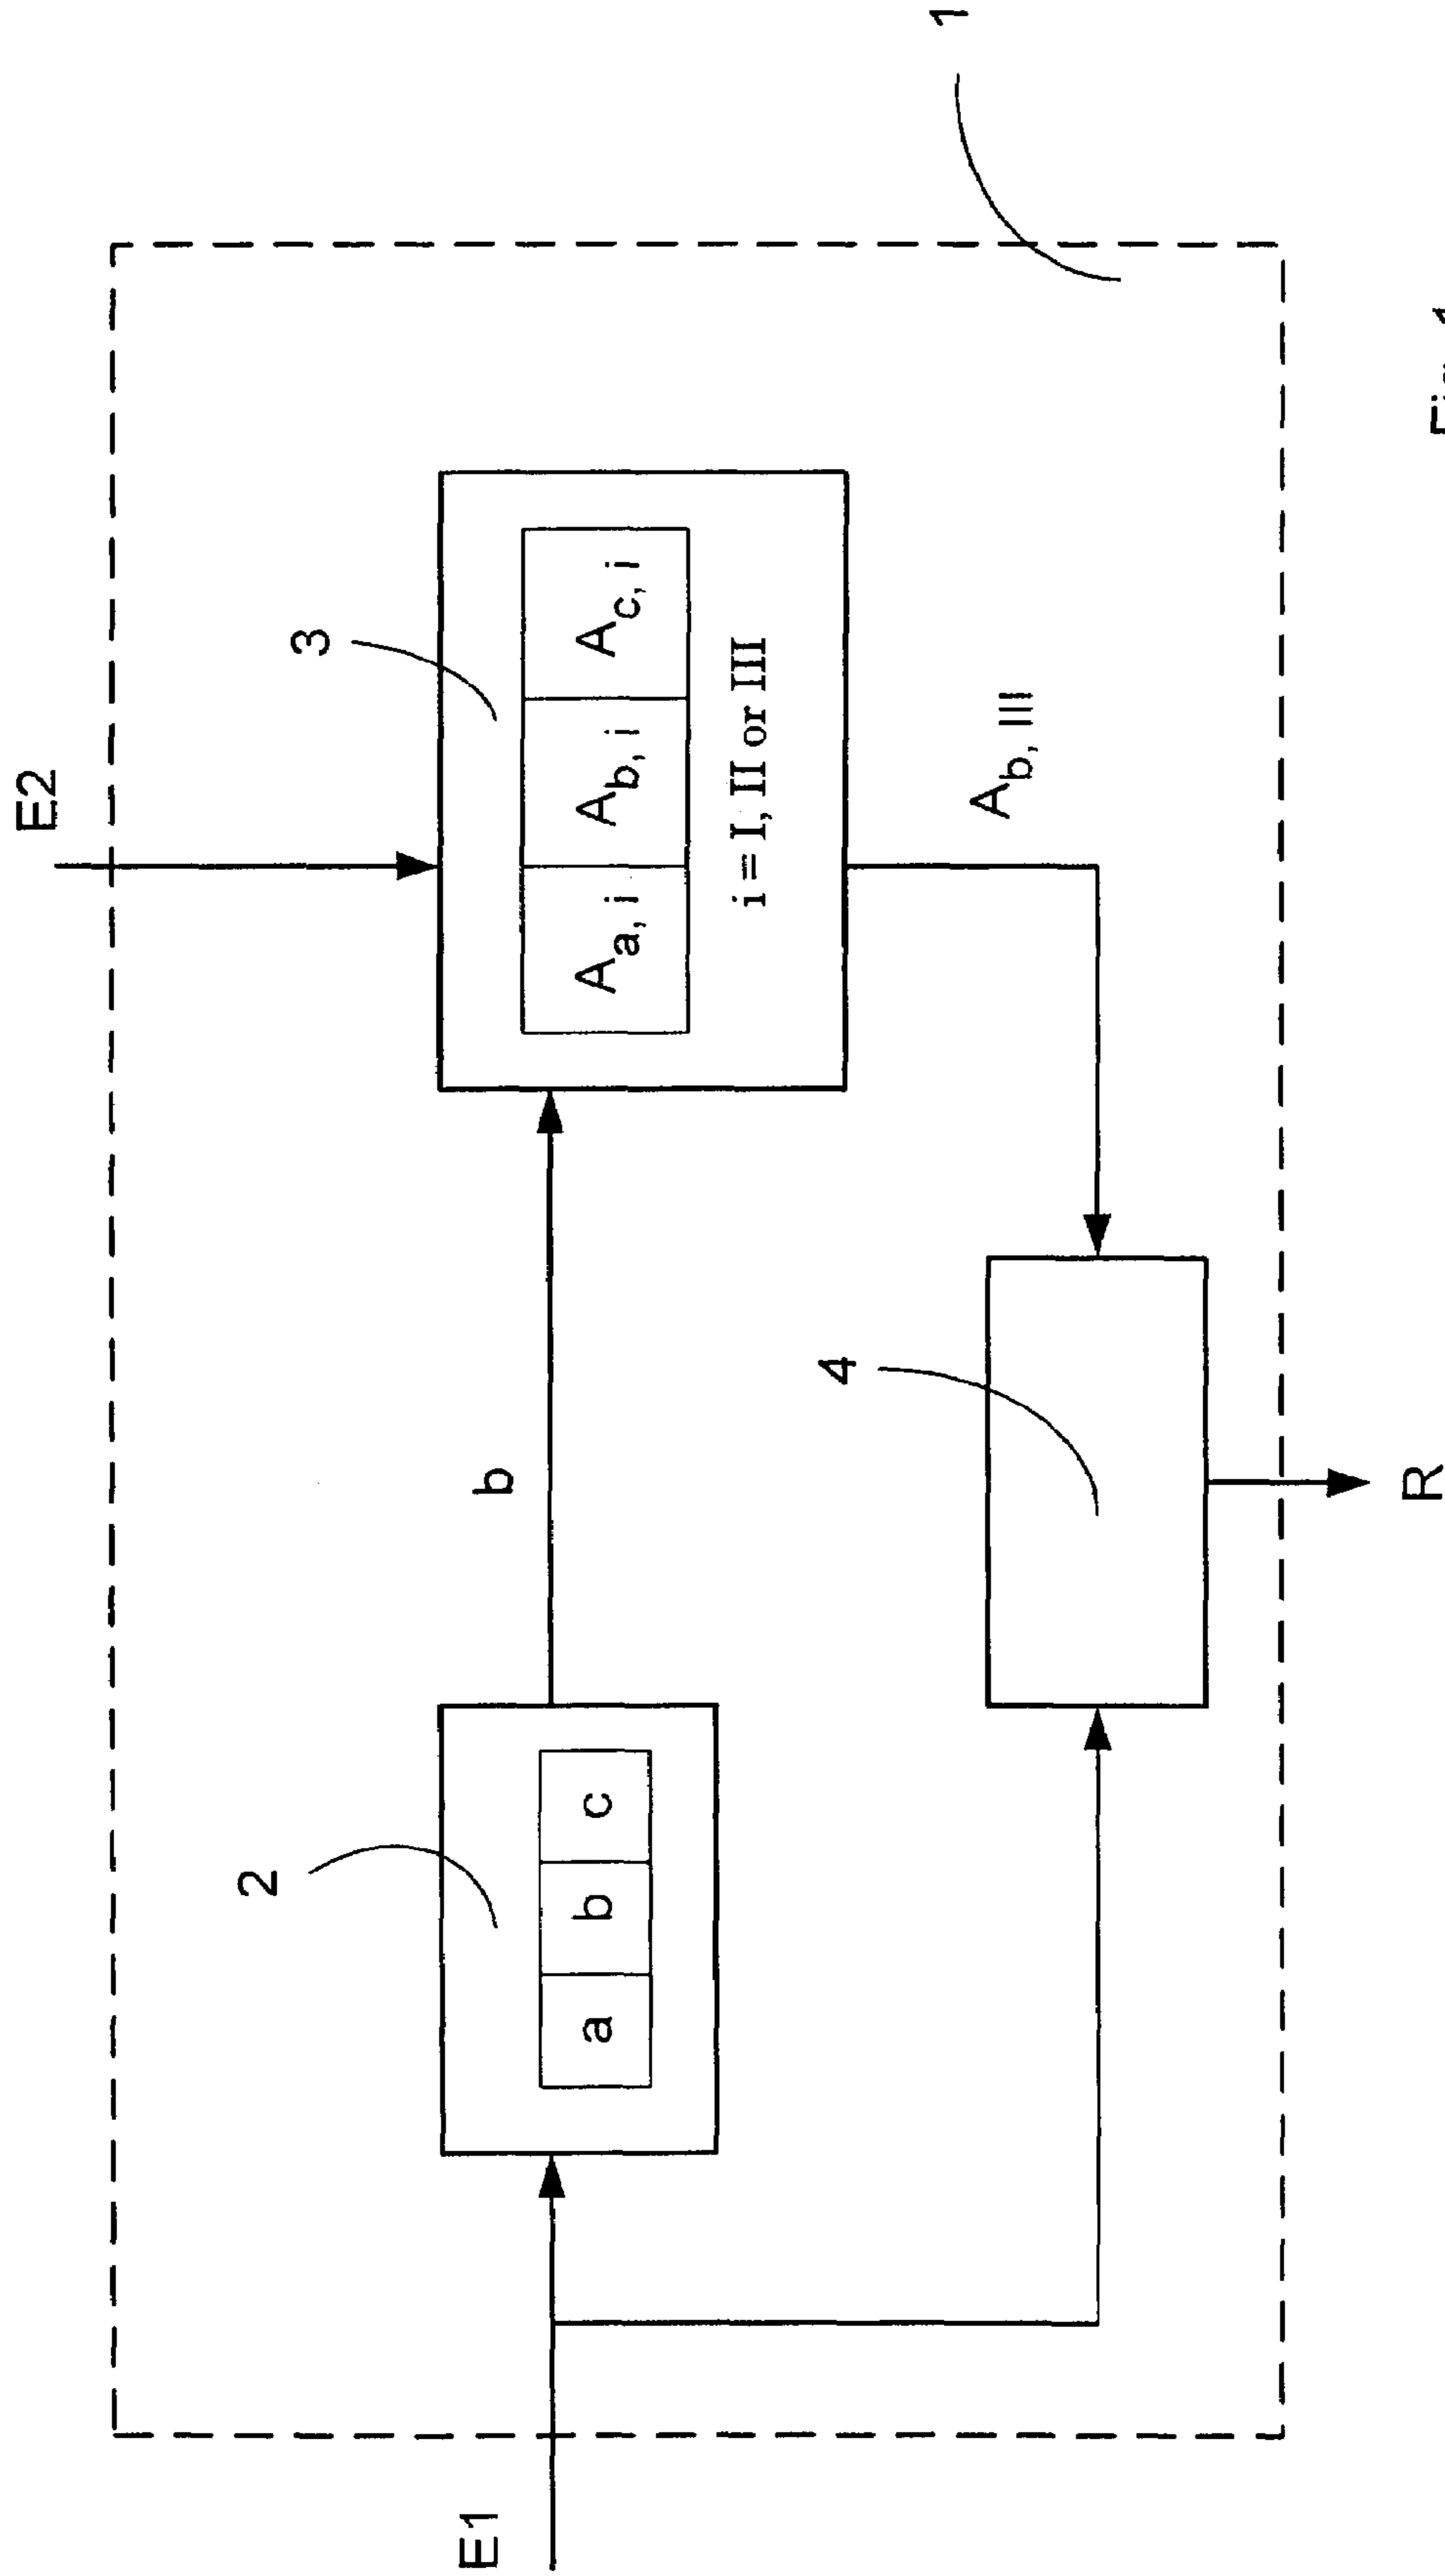 E2
1
3
A_a, i A_b, i A_c, i
i = I, II or III
b
2
a b c
A_b, III
4
E1
R